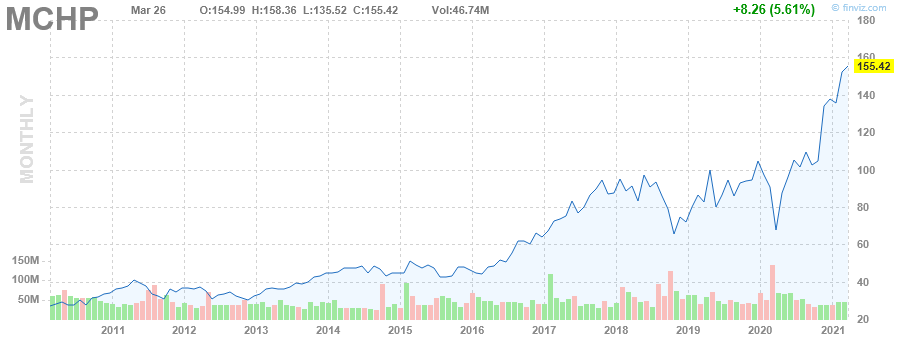 MCHP Mar 26 O:154.99 H:158.36 L:135.52 C:155.42 Vol:46.74M +8.26 (5.61%) © finviz.com
MONTHLY
180
160
155.42
140
120
100
80
60
40
20
150M
100M
50M
2011 2012 2013 2014 2015 2016 2017 2018 2019 2020 2021